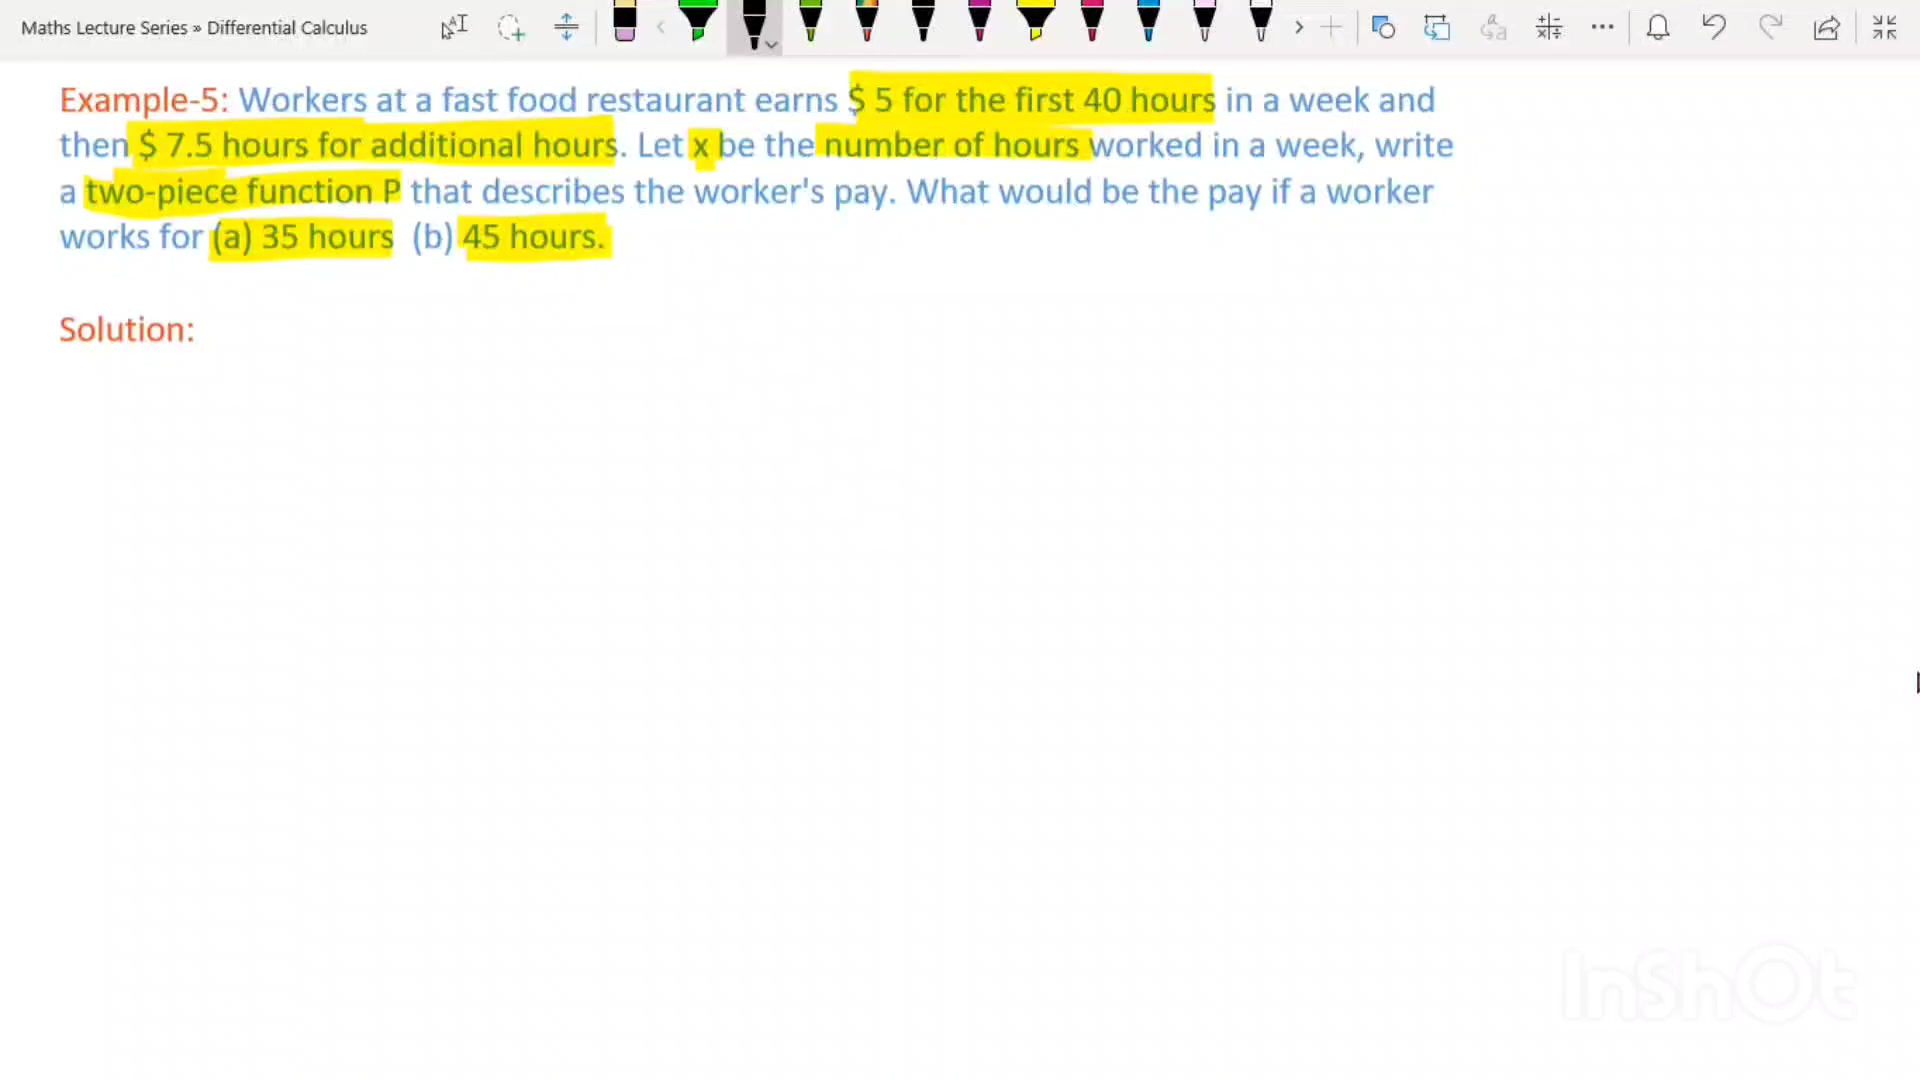 Maths Lecture Series » Differential Calculus
Example-5: Workers at a fast food restaurant earns $ 5 for the first 40 hours in a week and
then $ 7.5 hours for additional hours. Let x be the number of hours worked in a week, write
a two-piece function P that describes the worker's pay. What would be the pay if a worker
works for (a) 35 hours (b) 45 hours.
Solution:
InShOt